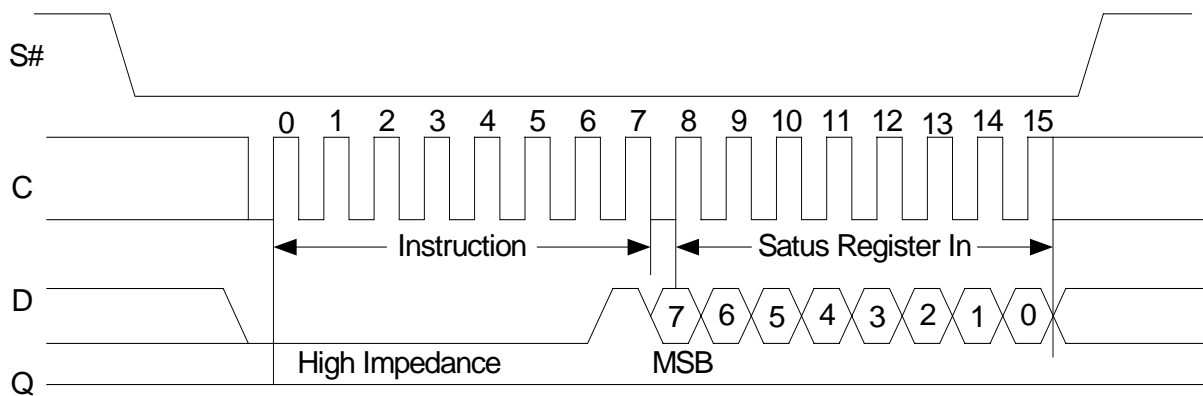 S#
0 1 2 3 4 5 6 7 8 9 10 11 12 13 14 15
C
Instruction Satus Register In
D
7 6 5 4 3 2 1 0
High Impedance MSB
Q